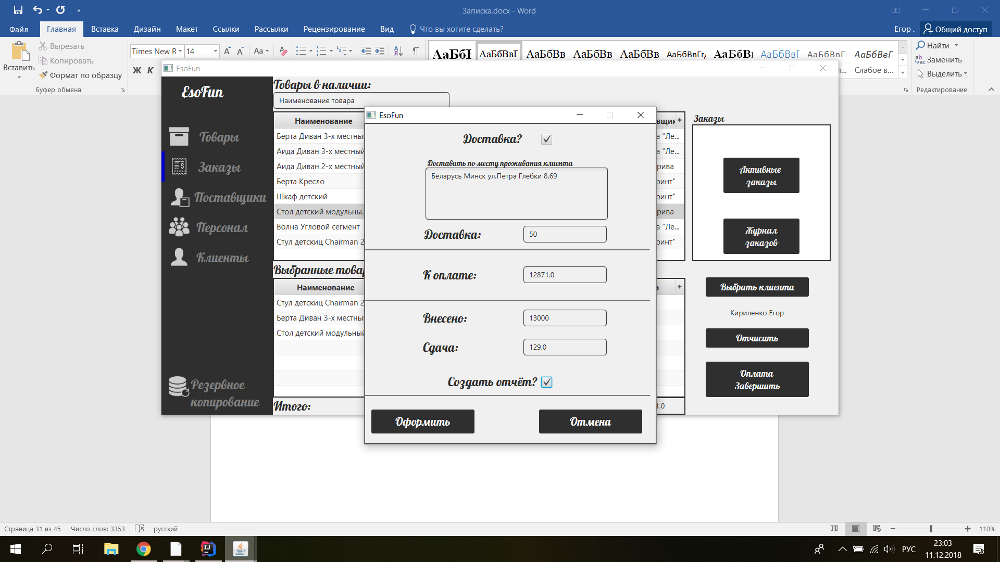 Записка.docx - Word
Файл Главная Вставка Дизайн Макет Ссылки Рассылки Рецензирование Вид Что вы хотите сделать? Егор . Общий доступ
Вставить
Вырезать
Копировать
Формат по образцу
Буфер обмена
Times New R 14 Aa
Ж К
АаБбІ АаБбВвГ АаБбВв АаБбВв АаБбВв АаБбВвГг АаБбВ АаБбВвГ АаБбВвГ АаБбВвГ
Слабое в...
Найти
Заменить
Выделить
Редактирование
EsoFun
EsoFun
Товары
Заказы
Поставщики
Персонал
Клиенты
Резервное
копирование
Товары в наличии:
Наименование товара
Наименование
Берта Диван 3-х местны
Аида Диван 3-х местный
Аида Диван 2-х местный
Берта Кресло
Шкаф детский
Стол детский модульны.
Волна Угловой сегмент
Стул детскиц Chairman 2
вщик +
а "Ле...
а "Ле...
рива
ринт"
ринт"
рива
а "Ле...
ринт"
Выбранные това
Наименование
Стул детскиц Chairman 2
Берта Диван 3-х местны
Стол детский модульный
+
Итого:
1.0
EsoFun
Доставка?
Доставить по месту проживания клиента
Беларусь Минск ул.Петра Глебки 8,69
Доставка: 50
К оплате: 12871.0
Внесено: 13000
Сдача: 129.0
Создать отчёт?
Оформить Отмена
Заказы
Активные
заказы
Журнал
заказов
Выбрать клиента
Кириленко Егор
Отчисить
Оплата
Завершить
Страница 31 из 45 Число слов: 3353 русский 110%
РУС
23:03
11.12.2018